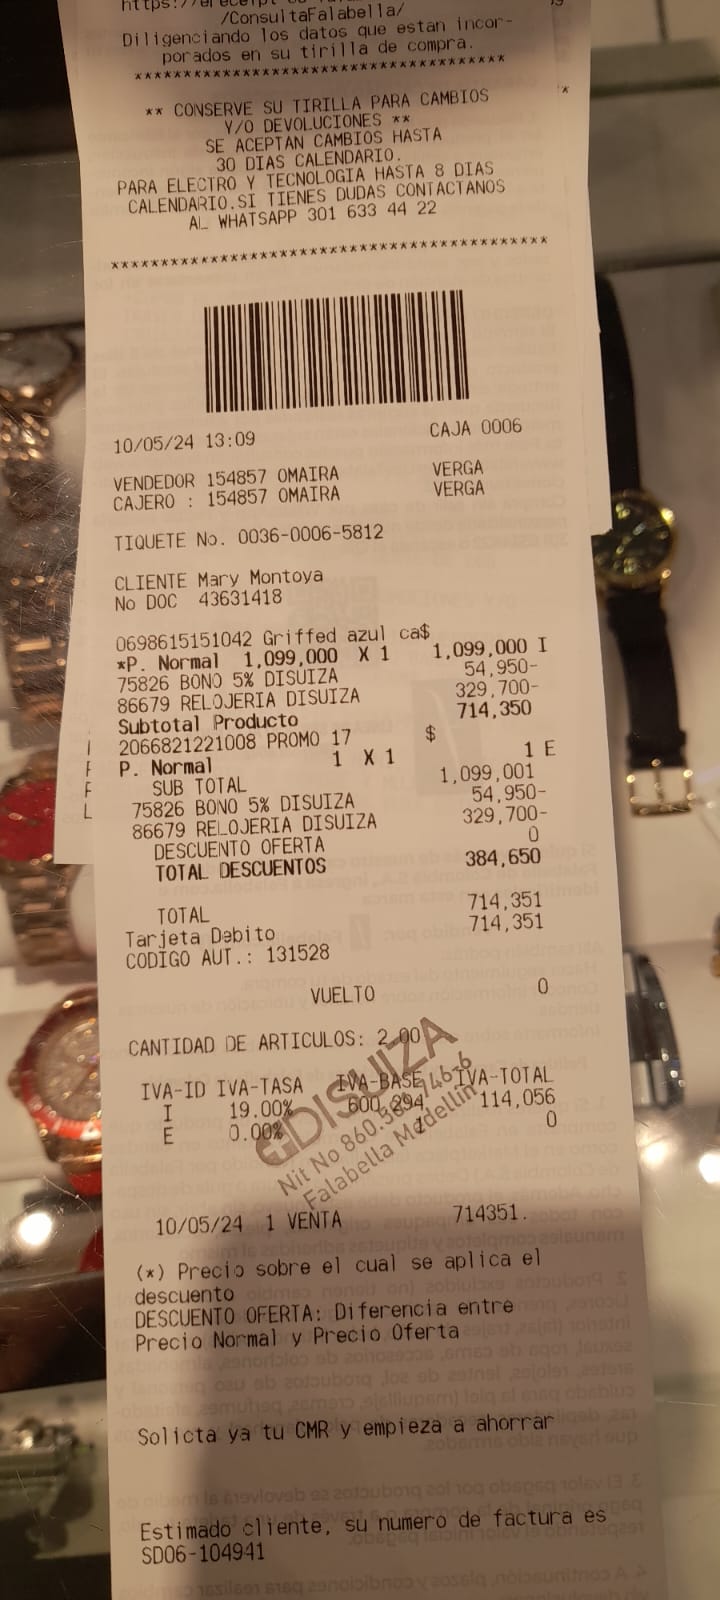 /ConsultaFalabella/
Diligenciando los datos que estan incor-
porados en su tirilla de compra.
*************************************
** CONSERVE SU TIRILLA PARA CAMBIOS
Y/O DEVOLUCIONES **
SE ACEPTAN CAMBIOS HASTA
30 DIAS CALENDARIO.
PARA ELECTRO Y TECNOLOGIA HASTA 8 DIAS
CALENDARIO.SI TIENES DUDAS CONTACTANOS
AL WHATSAPP 301 633 44 22
********************************************
10/05/24 13:09 CAJA 0006
VENDEDOR 154857 OMAIRA VERGA
CAJERO : 154857 OMAIRA VERGA
TIQUETE No. 0036-0006-5812
CLIENTE Mary Montoya
No DOC 43631418
0698615151042 Griffed azul ca$
*P. Normal 1,099,000 X 1 1,099,000 I
75826 BONO 5% DISUIZA 54,950-
86679 RELOJERIA DISUIZA 329,700-
Subtotal Producto 714,350
2066821221008 PROMO 17 $
P. Normal 1 X 1 1 E
SUB TOTAL 1,099,001
75826 BONO 5% DISUIZA 54,950-
86679 RELOJERIA DISUIZA 329,700-
DESCUENTO OFERTA 0
TOTAL DESCUENTOS 384,650
TOTAL 714,351
Tarjeta Debito 714,351
CODIGO AUT.: 131528
VUELTO 0
CANTIDAD DE ARTICULOS: 2.00
IVA-ID IVA-TASA IVA-BASE IVA-TOTAL
I 19.00% 600,294 114,056
E 0.00% 1 0
DISUIZA
Nit No 860. 146-6
Falabella Medellin
10/05/24 1 VENTA 714351.
(*) Precio sobre el cual se aplica el
descuento
DESCUENTO OFERTA: Diferencia entre
Precio Normal y Precio Oferta
Solicta ya tu CMR y empieza a ahorrar
Estimado cliente, su numero de factura es
SD06-104941